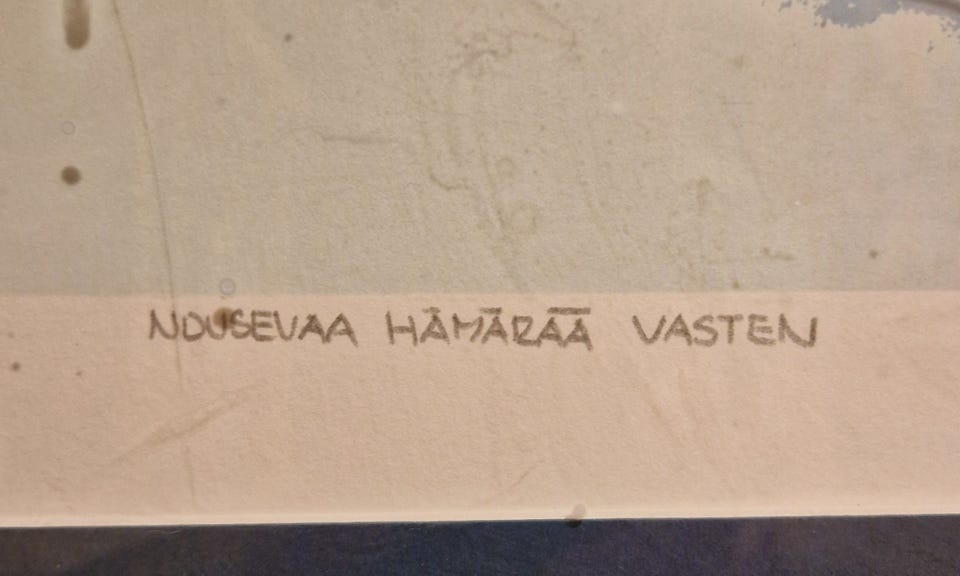 NOUSEVAA HÄMÄRÄÄ VASTEN